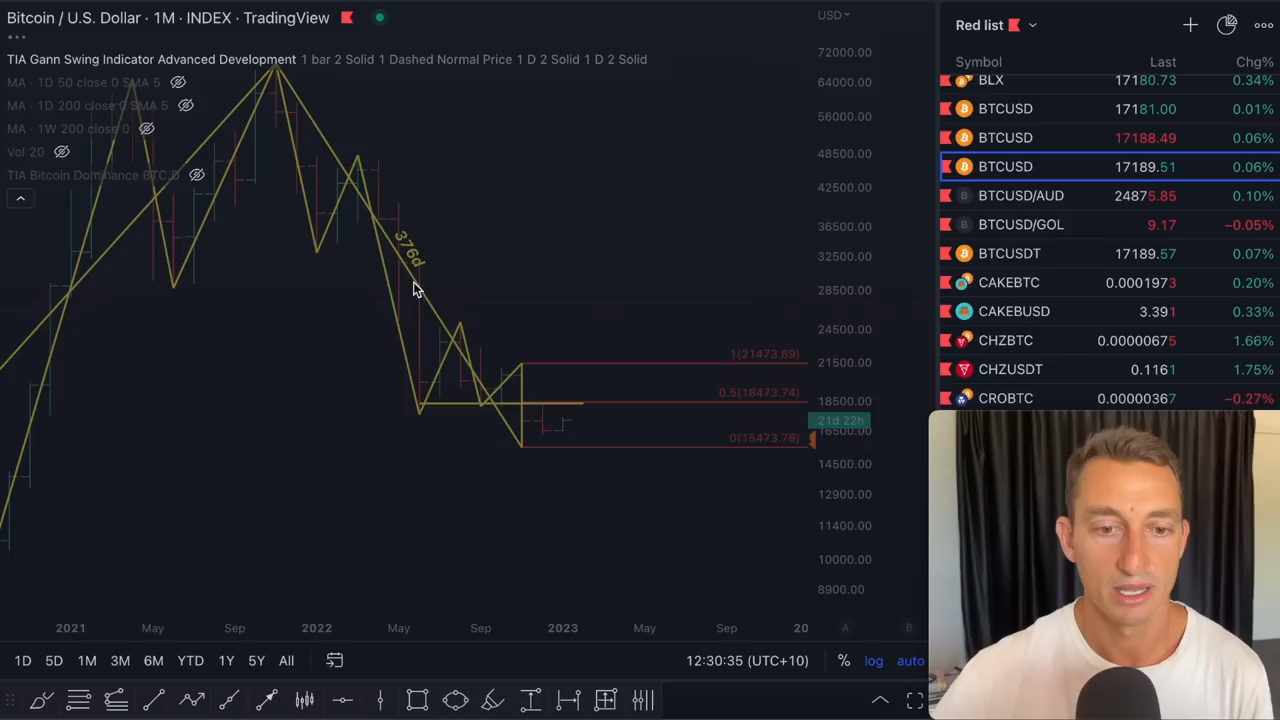 Bitcoin / U.S. Dollar · 1M · INDEX · TradingView
TIA Gann Swing Indicator Advanced Development 1 bar 2 Solid 1 Dashed Normal Price 1 D 2 Solid 1 D 2 Solid
MA · 1D 50 close 0 SMA 5
MA · 1D 200 close 0 SMA 5
MA · 1W 200 close 0
Vol 20
TIA Bitcoin Dominance BTC.D
376d
1(21473.69)
0.5(18473.74)
0(15473.78)
USD
72000.00
64000.00
56000.00
48500.00
42500.00
36500.00
32500.00
28500.00
24500.00
21500.00
18500.00
21d 22h
16500.00
14500.00
12900.00
11400.00
10000.00
8900.00
2021 May Sep 2022 May Sep 2023 May Sep 20 A B
1D 5D 1M 3M 6M YTD 1Y 5Y All 12:30:35 (UTC+10) % log auto
Red list
Symbol Last Chg%
BLX 17180.73 0.34%
BTCUSD 17181.00 0.01%
BTCUSD 17188.49 0.06%
BTCUSD 17189.51 0.06%
BTCUSD/AUD 24875.85 0.10%
BTCUSD/GOL 9.17 −0.05%
BTCUSDT 17189.57 0.07%
CAKEBTC 0.0001973 0.20%
CAKEUSD 3.391 0.33%
CHZBTC 0.00000675 1.66%
CHZUSDT 0.1161 1.75%
CROBTC 0.00000367 −0.27%